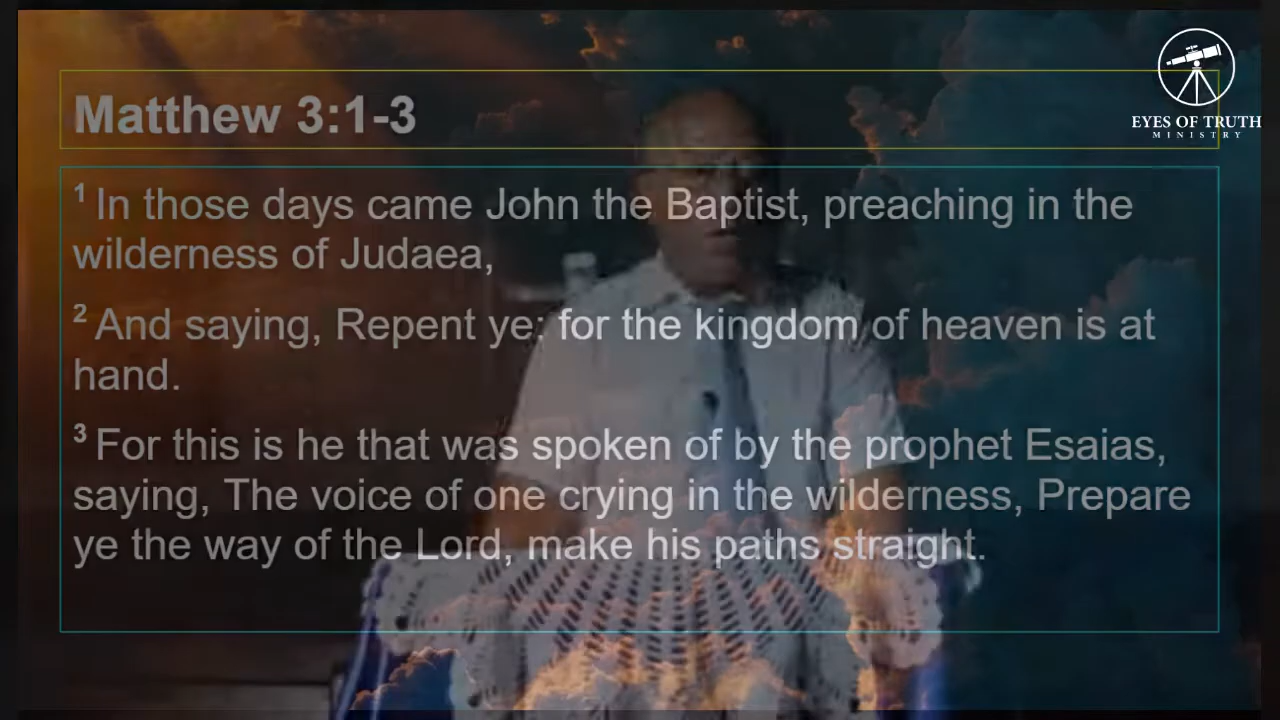 Matthew 3:1-3
EYES OF TRUTH
MINISTRY
1 In those days came John the Baptist, preaching in the
wilderness of Judaea,
2 And saying, Repent ye: for the kingdom of heaven is at
hand.
3 For this is he that was spoken of by the prophet Esaias,
saying, The voice of one crying in the wilderness, Prepare
ye the way of the Lord, make his paths straight.